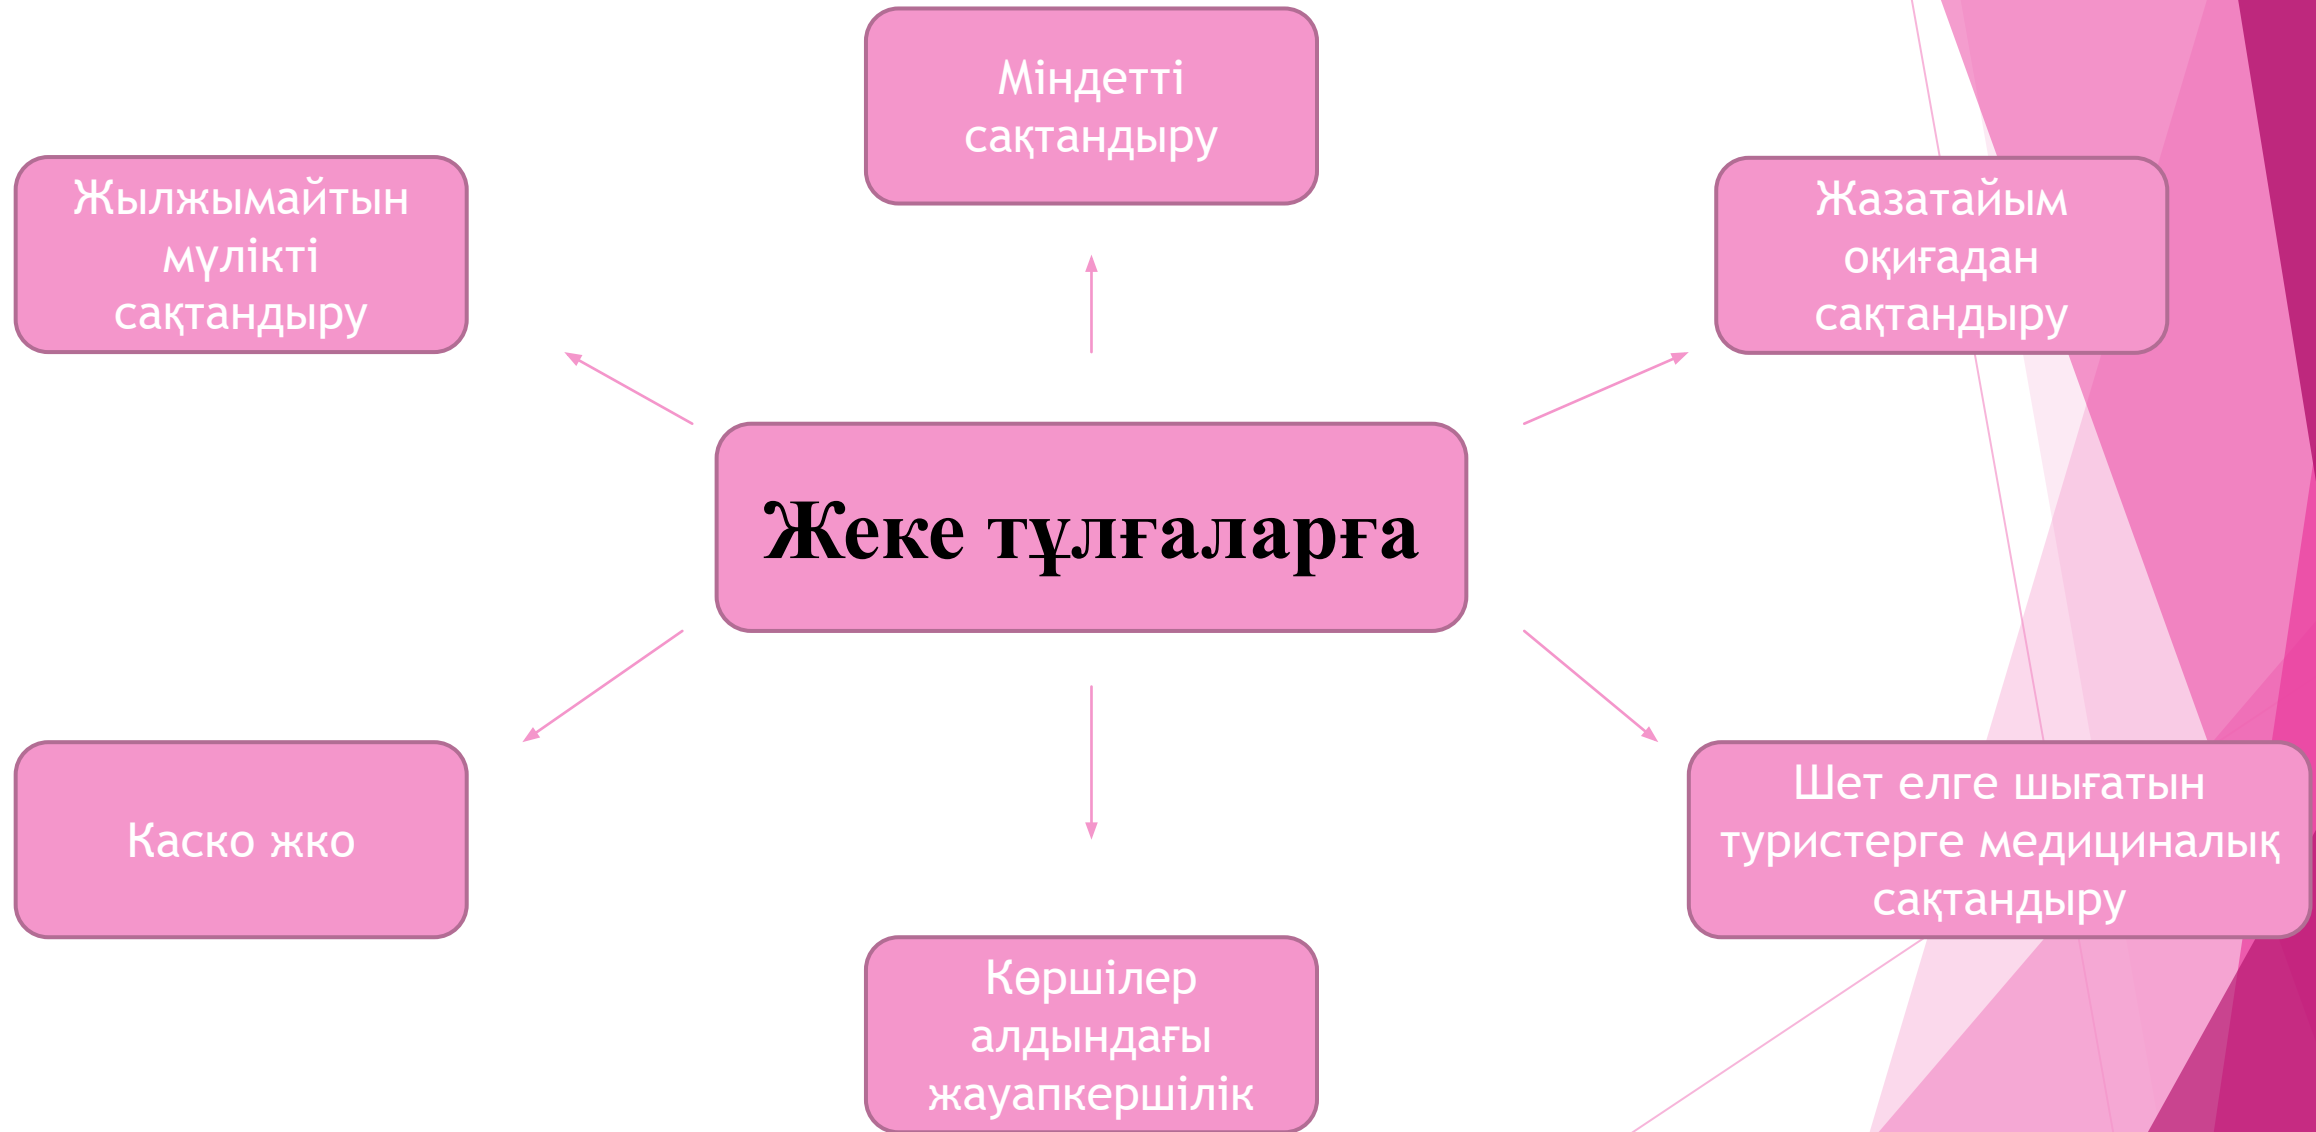 Міндетті
сақтандыру
Жылжымайтын
мүлікті
сақтандыру
Жазатайым
оқиғадан
сақтандыру
Жеке тұлғаларға
Каско жко
Шет елге шығатын
туристерге медициналық
сақтандыру
Көршілер
алдындағы
жауапкершілік